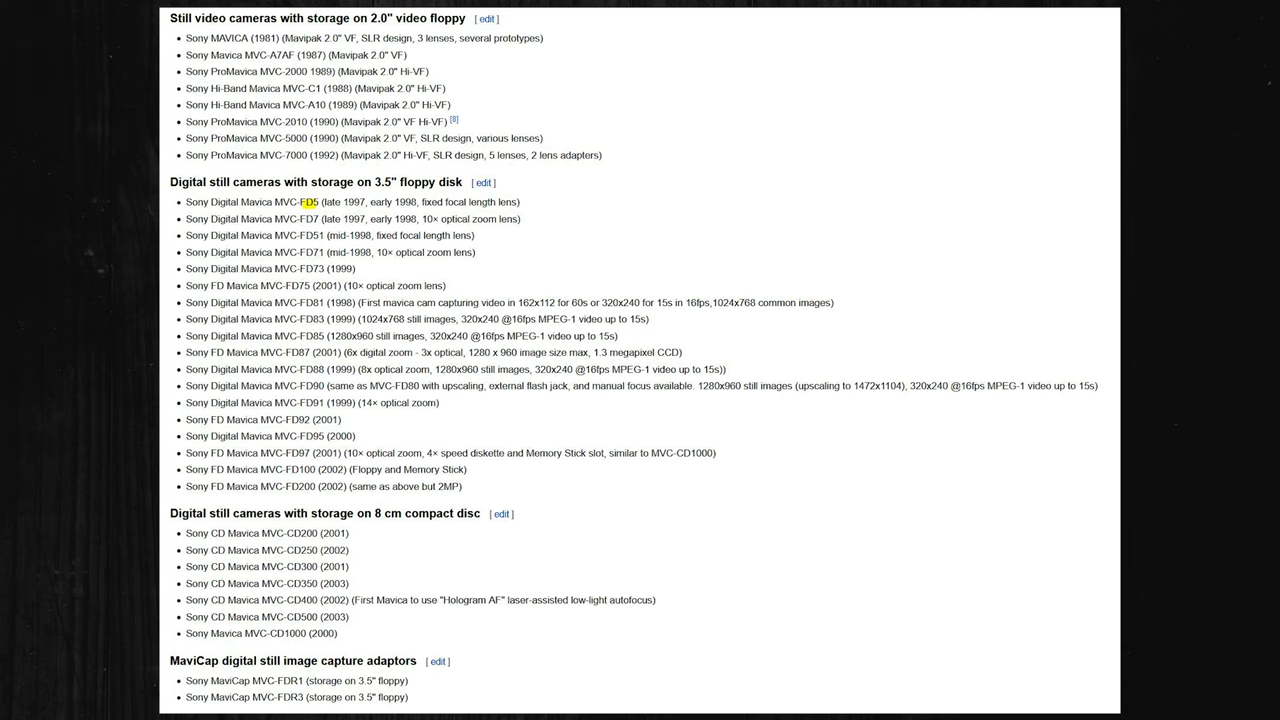 Still video cameras with storage on 2.0" video floppy [ edit ]
• Sony MAVICA (1981) (Mavipak 2.0" VF, SLR design, 3 lenses, several prototypes)
• Sony Mavica MVC-A7AF (1987) (Mavipak 2.0" VF)
• Sony ProMavica MVC-2000 1989) (Mavipak 2.0" Hi-VF)
• Sony Hi-Band Mavica MVC-C1 (1988) (Mavipak 2.0" Hi-VF)
• Sony Hi-Band Mavica MVC-A10 (1989) (Mavipak 2.0" Hi-VF)
• Sony ProMavica MVC-2010 (1990) (Mavipak 2.0" VF Hi-VF) [8]
• Sony ProMavica MVC-5000 (1990) (Mavipak 2.0" VF, SLR design, various lenses)
• Sony ProMavica MVC-7000 (1992) (Mavipak 2.0" Hi-VF, SLR design, 5 lenses, 2 lens adapters)
Digital still cameras with storage on 3.5" floppy disk [ edit ]
• Sony Digital Mavica MVC-FD5 (late 1997, early 1998, fixed focal length lens)
• Sony Digital Mavica MVC-FD7 (late 1997, early 1998, 10× optical zoom lens)
• Sony Digital Mavica MVC-FD51 (mid-1998, fixed focal length lens)
• Sony Digital Mavica MVC-FD71 (mid-1998, 10× optical zoom lens)
• Sony Digital Mavica MVC-FD73 (1999)
• Sony FD Mavica MVC-FD75 (2001) (10× optical zoom lens)
• Sony Digital Mavica MVC-FD81 (1998) (First mavica cam capturing video in 162x112 for 60s or 320x240 for 15s in 16fps,1024x768 common images)
• Sony Digital Mavica MVC-FD83 (1999) (1024x768 still images, 320x240 @16fps MPEG-1 video up to 15s)
• Sony Digital Mavica MVC-FD85 (1280x960 still images, 320x240 @16fps MPEG-1 video up to 15s)
• Sony FD Mavica MVC-FD87 (2001) (6x digital zoom - 3x optical, 1280 x 960 image size max, 1.3 megapixel CCD)
• Sony Digital Mavica MVC-FD88 (1999) (8x optical zoom, 1280x960 still images, 320x240 @16fps MPEG-1 video up to 15s))
• Sony Digital Mavica MVC-FD90 (same as MVC-FD80 with upscaling, external flash jack, and manual focus available. 1280x960 still images (upscaling to 1472x1104), 320x240 @16fps MPEG-1 video up to 15s)
• Sony Digital Mavica MVC-FD91 (1999) (14× optical zoom)
• Sony FD Mavica MVC-FD92 (2001)
• Sony Digital Mavica MVC-FD95 (2000)
• Sony FD Mavica MVC-FD97 (2001) (10× optical zoom, 4× speed diskette and Memory Stick slot, similar to MVC-CD1000)
• Sony FD Mavica MVC-FD100 (2002) (Floppy and Memory Stick)
• Sony FD Mavica MVC-FD200 (2002) (same as above but 2MP)
Digital still cameras with storage on 8 cm compact disc [ edit ]
• Sony CD Mavica MVC-CD200 (2001)
• Sony CD Mavica MVC-CD250 (2002)
• Sony CD Mavica MVC-CD300 (2001)
• Sony CD Mavica MVC-CD350 (2003)
• Sony CD Mavica MVC-CD400 (2002) (First Mavica to use "Hologram AF" laser-assisted low-light autofocus)
• Sony CD Mavica MVC-CD500 (2003)
• Sony Mavica MVC-CD1000 (2000)
MaviCap digital still image capture adaptors [ edit ]
• Sony MaviCap MVC-FDR1 (storage on 3.5" floppy)
• Sony MaviCap MVC-FDR3 (storage on 3.5" floppy)